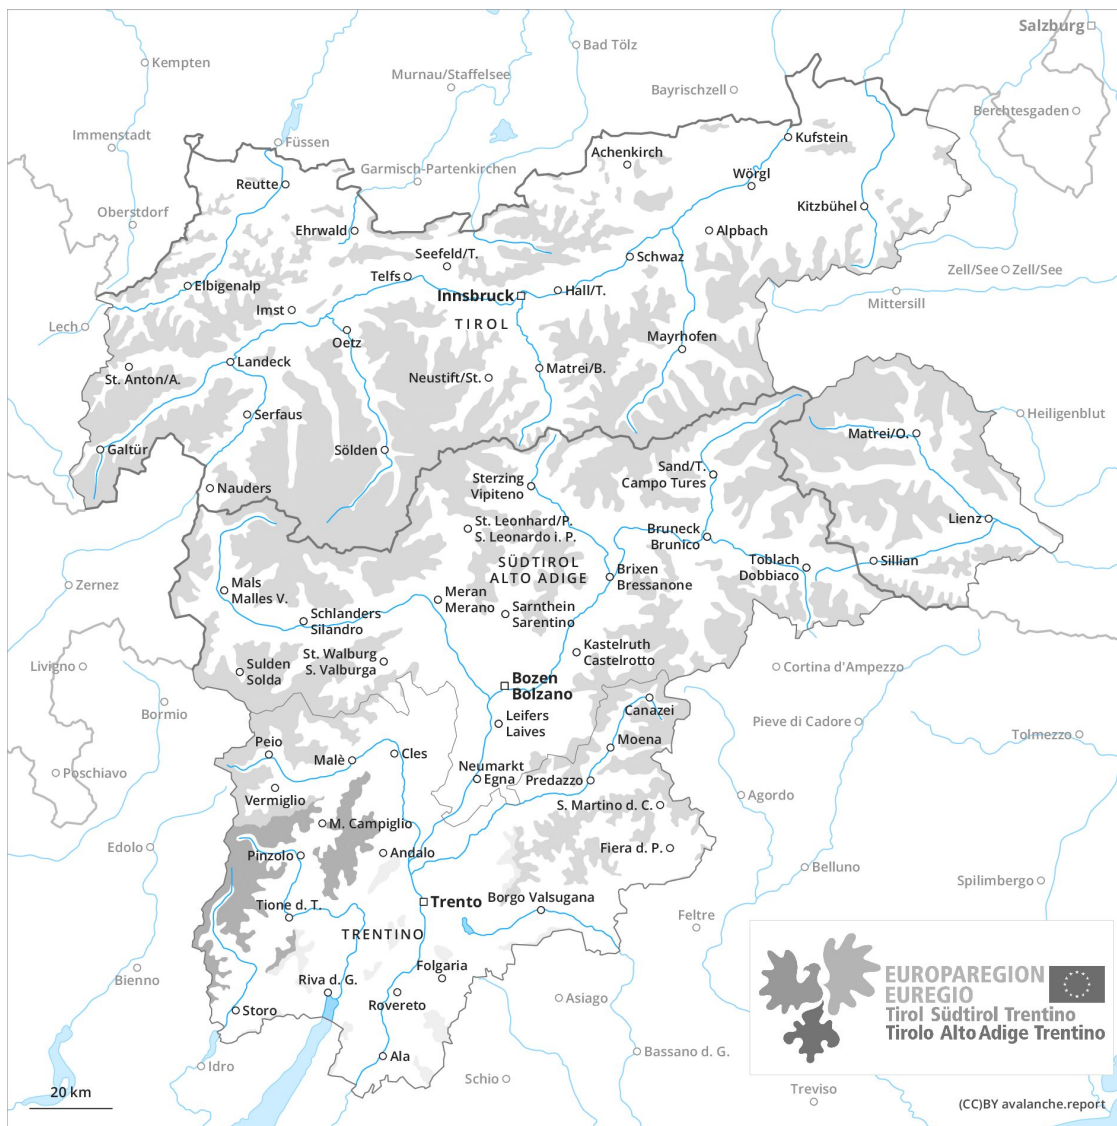 Salzburg
Bad Tölz
Kempten
Murnau/Staffelsee
Bayrischzell
Berchtesgaden
Immenstadt
Füssen
Kufstein
Achenkirch
Garmisch-Partenkirchen
Wörgl
Reutte
Oberstdorf
Kitzbühel
Ehrwald
Alpbach
Seefeld/T.
Schwaz
Telfs
Zell/See
Zell/See
Elbigenalp
Innsbruck
Hall/T.
Mittersill
Imst
TIROL
Lech
Oetz
Mayrhofen
Landeck
St. Anton/A.
Neustift/St.
Matrei/B.
Serfaus
Heiligenblut
Matrei/O.
Galtür
Sölden
Sand/T.
Campo Tures
Sterzing
Vipiteno
Nauders
St. Leonhard/P.
S. Leonardo i. P.
Lienz
Bruneck
Brunico
SÜDTIROL
ALTO ADIGE
Toblach
Dobbiaco
Sillian
Brixen
Bressanone
Zernez
Mals
Malles V.
Meran
Merano
Schlanders
Silandro
Sarnthein
Sarentino
Kastelruth
Castelrotto
St. Walburg
S. Valburga
Livigno
Sulden
Solda
Cortina d'Ampezzo
Bozen
Bolzano
Bormio
Canazei
Leifers
Laives
Pieve di Cadore
Tolmezzo
Peio
Cles
Moena
Malè
Poschiavo
Neumarkt
Egna
Predazzo
Vermiglio
Agordo
S. Martino d. C.
M. Campiglio
Edolo
Pinzolo
Andalo
Fiera d. P.
Belluno
Spilimbergo
Tione d. T.
Trento
Borgo Valsugana
Feltre
TRENTINO
Bienno
Folgaria
Riva d. G.
Rovereto
Asiago
Storo
EUROPAREGION
EUREGIO
Tirol Südtirol Trentino
Tirolo Alto Adige Trentino
Ala
Idro
Bassano d. G.
Schio
Treviso
20 km
(CC)BY avalanche.report